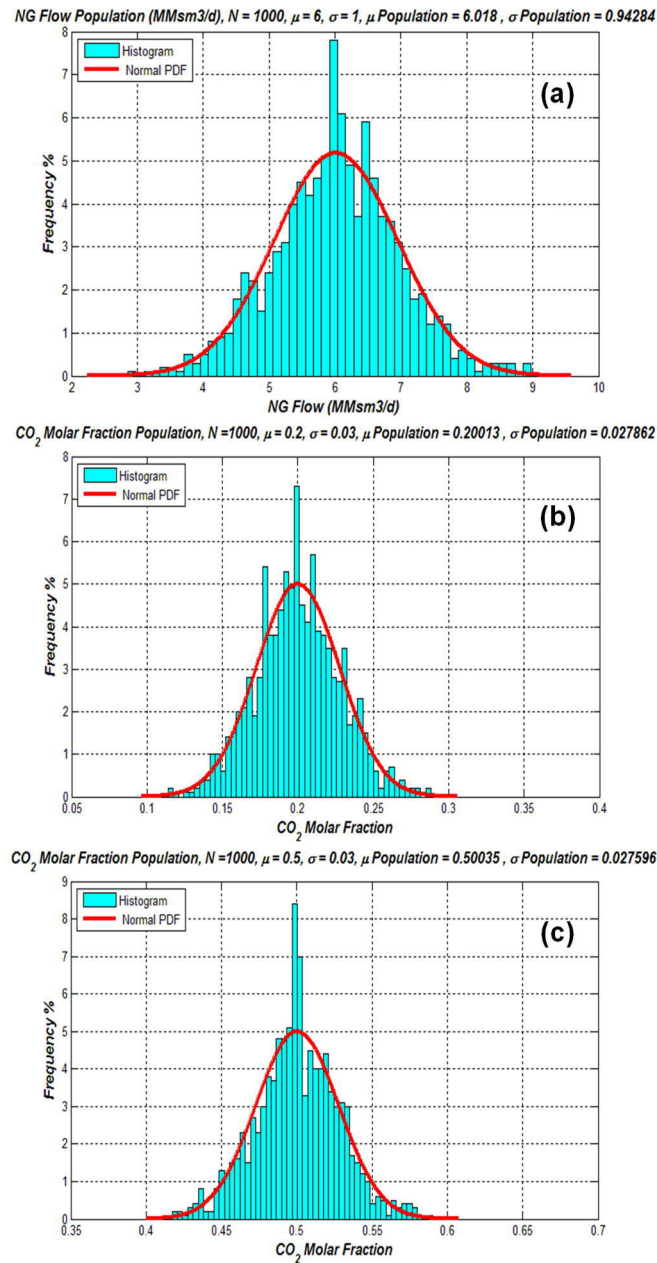 NG Flow Population (MMsm3/d), N = 1000, μ = 6, σ = 1, μ Population = 6.018 , σ Population = 0.94284
8
7
6
5
4
3
2
1
0
Frequency %
Histogram
Normal PDF
(a)
2 3 4 5 6 7 8 9 10
NG Flow (MMsm3/d)
CO2 Molar Fraction Population, N =1000, μ = 0.2, σ = 0.03, μ Population = 0.20013 , σ Population = 0.027862
8
7
6
5
4
3
2
1
0
Frequency %
Histogram
Normal PDF
(b)
0.05 0.1 0.15 0.2 0.25 0.3 0.35 0.4
CO2 Molar Fraction
CO2 Molar Fraction Population, N =1000, μ = 0.5, σ = 0.03, μ Population = 0.50035 , σ Population = 0.027596
9
8
7
6
5
4
3
2
1
0
Frequency %
Histogram
Normal PDF
(c)
0.35 0.4 0.45 0.5 0.55 0.6 0.65 0.7
CO2 Molar Fraction